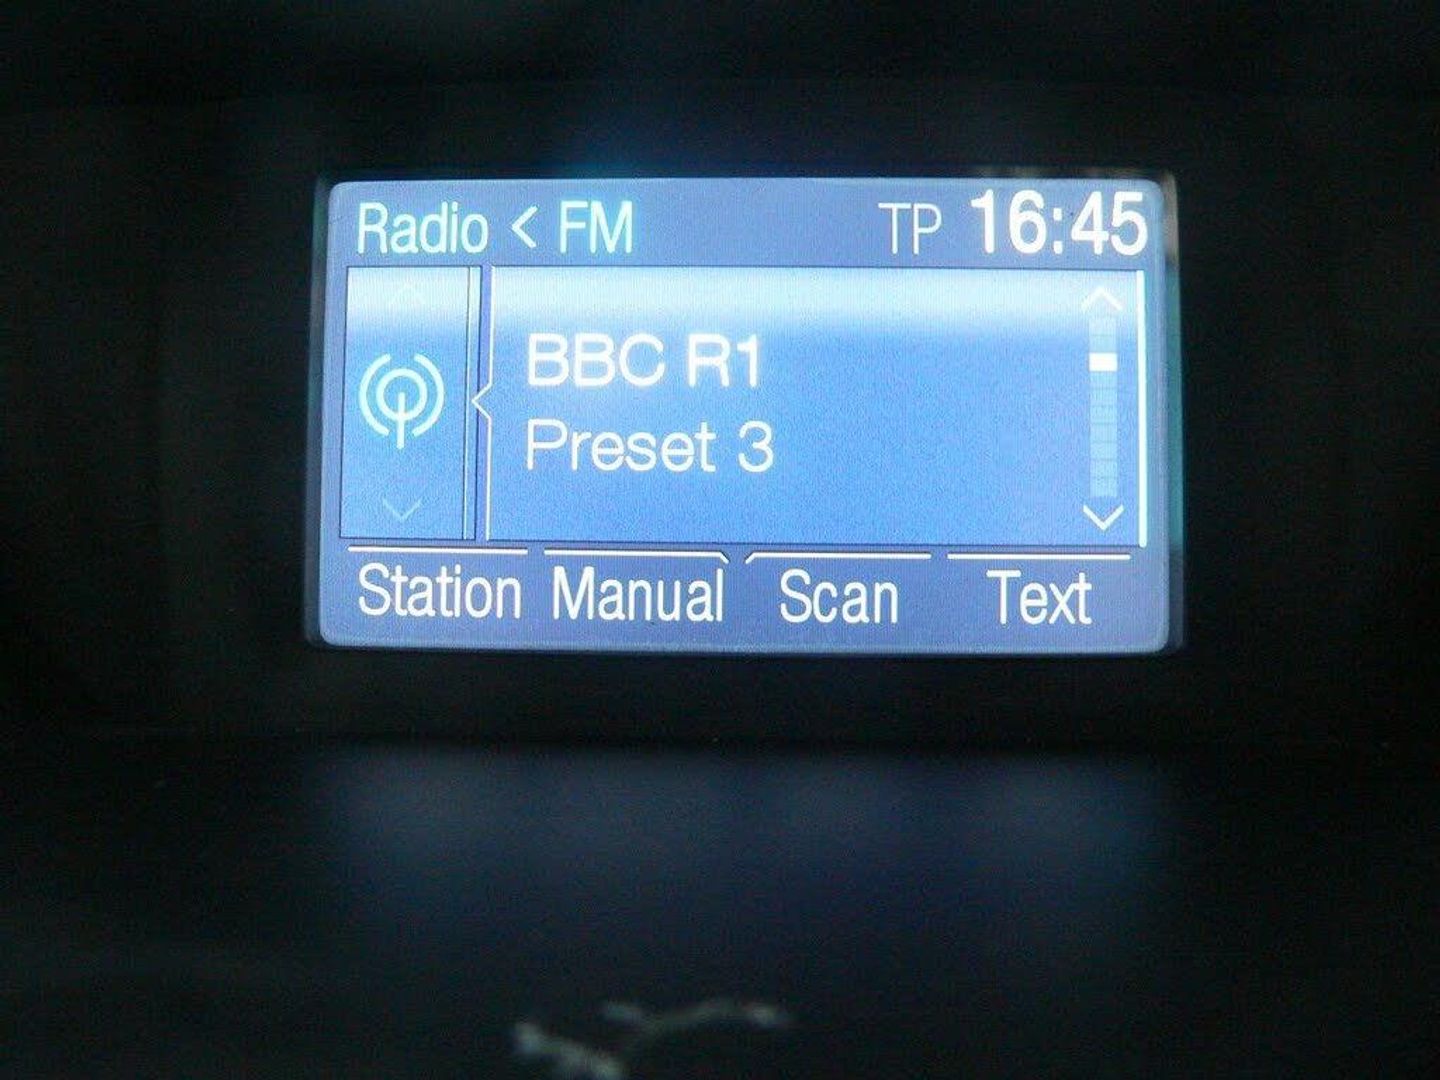 Radio < FM TP 16:45
BBC R1
Preset 3
Station Manual Scan Text